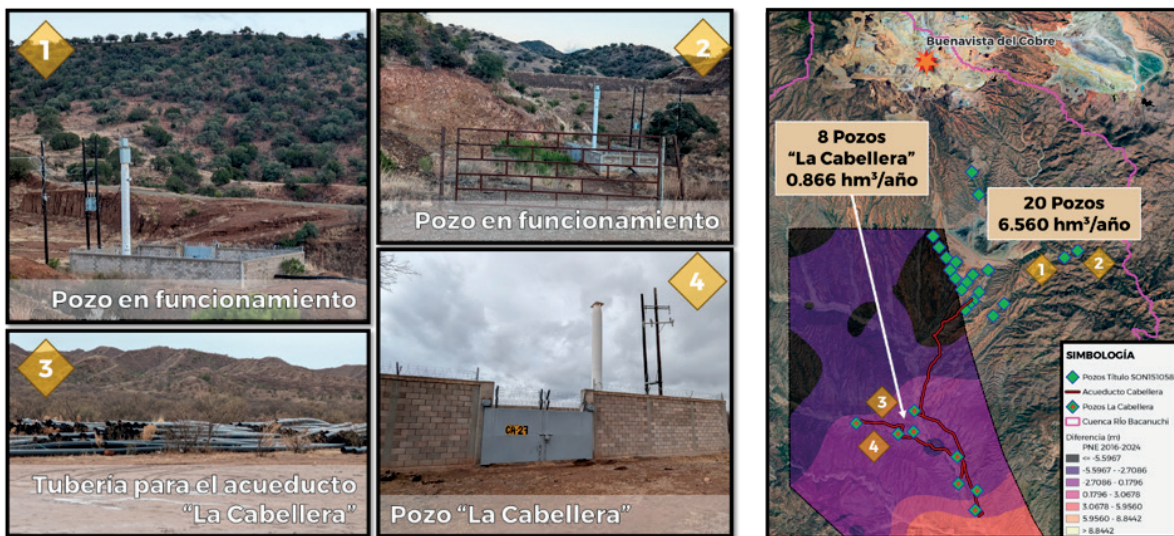 1
Pozo en funcionamiento
2
Pozo en funcionamiento
3
Tubería para el acueducto
"La Cabellera"
4
CA-27
Pozo "La Cabellera"
Buenavista del Cobre
8 Pozos
"La Cabellera"
0.866 hm³/año
20 Pozos
6.560 hm³/año
1
2
3
4
SIMBOLOGÍA
Pozos Título SON151058
Acueducto Cabellera
Pozos La Cabellera
Cuenca Río Bacanuchi
Diferencia (m)
PNE 2016-2024
<= -5.5967
-5.5967 - -2.7086
-2.7086 - 0.1796
0.1796 - 3.0678
3.0678 - 5.9560
5.9560 - 8.8442
> 8.8442